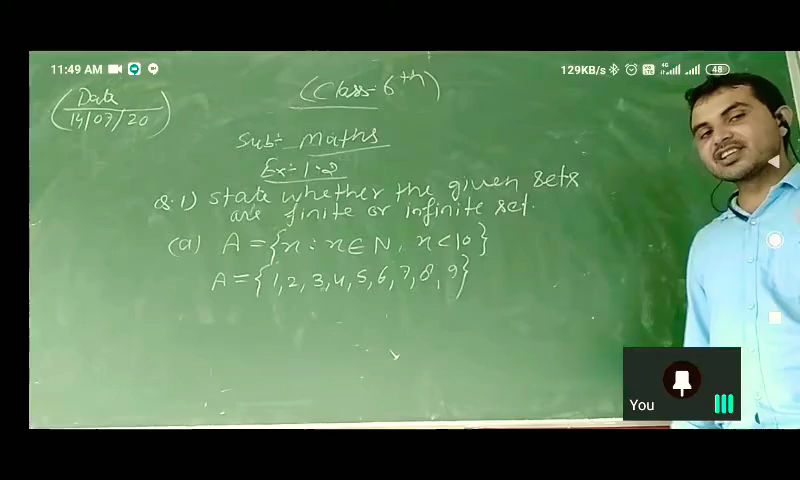 11:49 AM
129KB/s 4G 48
(Class-6th)
Date
14/07/20
Sub:- Maths
Ex:- 1.2
Q.1) state whether the given sets
are finite or infinite set.
(a) A = {n : n ∈ N, n < 10}
A = {1, 2, 3, 4, 5, 6, 7, 8, 9}
You